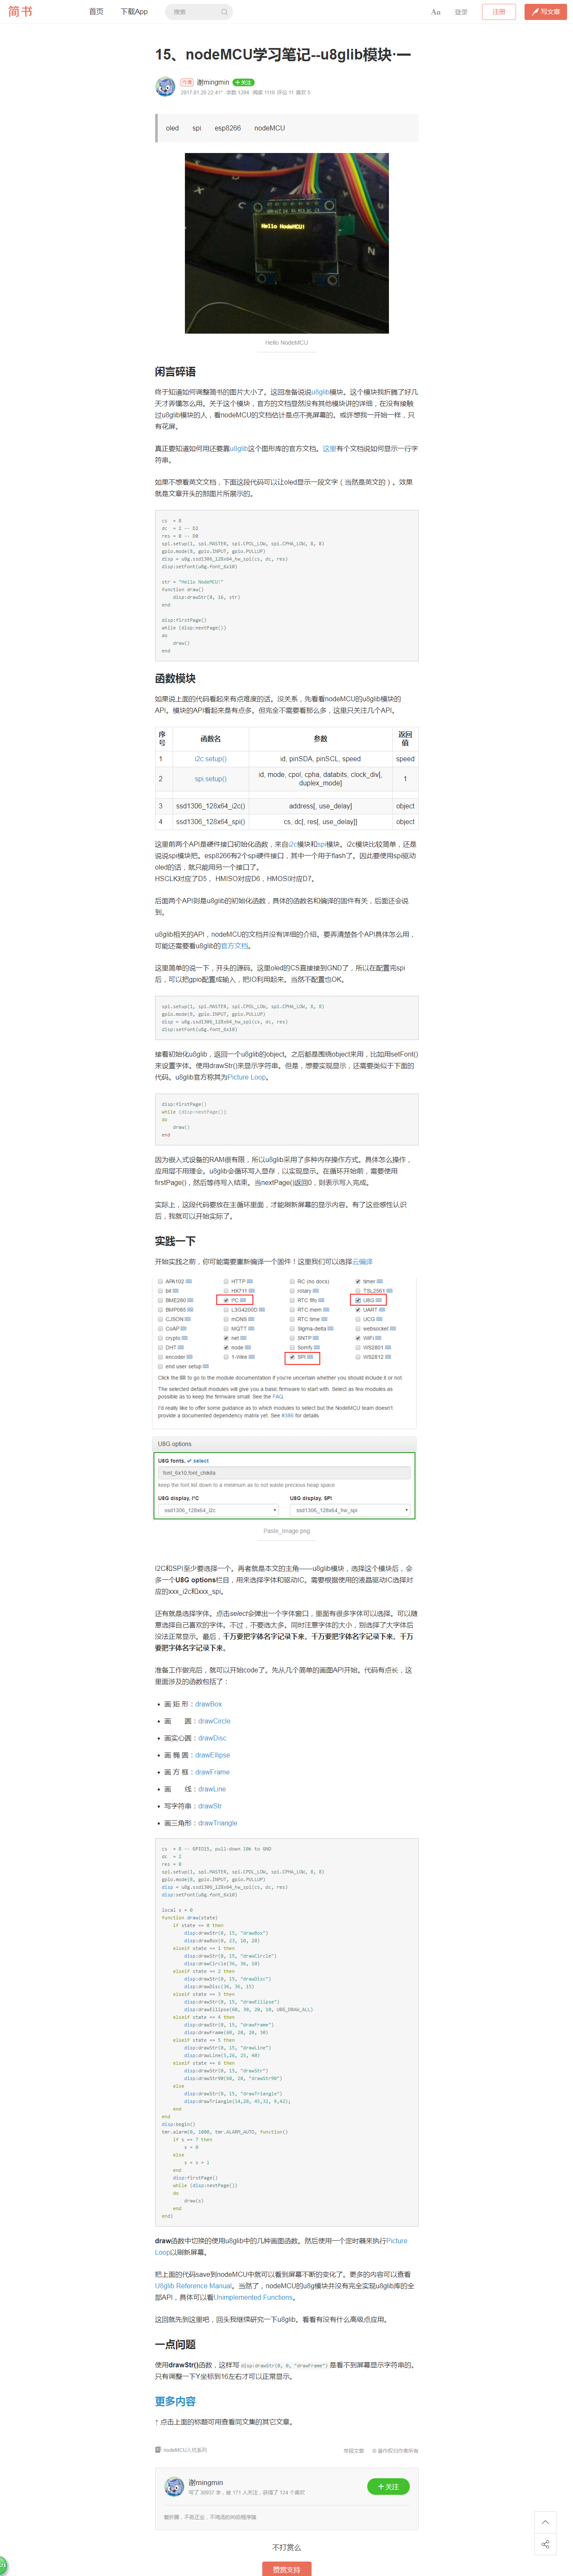 简书
首页
下载App
搜索
Aa
登录
注册
写文章
15、nodeMCU学习笔记--u8glib模块·一
作者 谢mingmin +关注
2017.01.20 22:41* 字数 1286 阅读 1110 评论 11 喜欢 5
oled spi esp8266 nodeMCU
Hello NodeMCU!
Hello NodeMCU
闲言碎语
终于知道如何调整简书的图片大小了。这回准备说说u8glib模块。这个模块我折腾了好几
天才弄懂怎么用。关于这个模块，官方的文档显然没有其他模块讲的详细，在没有接触
过u8glib模块的人，看nodeMCU的文档估计是点不亮屏幕的。或许想我一开始一样，只
有花屏。
真正要知道如何用还要靠u8glib这个图形库的官方文档。这里有个文档说如何显示一行字
符串。
如果不想看英文文档，下面这段代码可以让oled显示一段文字（当然是英文的）。效果
就是文章开头的那图片所展示的。
cs = 8
dc = 2 -- D2
res = 0 -- D0
spi.setup(1, spi.MASTER, spi.CPOL_LOW, spi.CPHA_LOW, 8, 8)
gpio.mode(8, gpio.INPUT, gpio.PULLUP)
disp = u8g.ssd1306_128x64_hw_spi(cs, dc, res)
disp:setFont(u8g.font_6x10)
str = "Hello NodeMCU!"
function draw()
disp:drawStr(0, 16, str)
end
disp:firstPage()
while (disp:nextPage())
do
draw()
end
函数模块
如果说上面的代码看起来有点难度的话。没关系，先看看nodeMCU的u8glib模块的
API。模块的API看起来是有点多。但完全不需要看那么多，这里只关注几个API。
序号 函数名 参数 返回值
1 i2c.setup() id, pinSDA, pinSCL, speed speed
2 spi.setup() id, mode, cpol, cpha, databits, clock_div[, duplex_mode] 1
3 ssd1306_128x64_i2c() address[, use_delay] object
4 ssd1306_128x64_spi() cs, dc[, res[, use_delay]] object
这里前两个API是硬件接口初始化函数，来自i2c模块和spi模块。i2c模块比较简单，还是
说说spi模块把。esp8266有2个spi硬件接口，其中一个用于flash了。因此要使用spi驱动
oled的话，就只能用另一个接口了。
HSCLK对应了D5， HMISO对应D6，HMOSI对应D7。
后面两个API则是u8glib的初始化函数，具体的函数名和编译的固件有关，后面还会说
到。
u8glib相关的API，nodeMCU的文档并没有详细的介绍。要弄清楚各个API具体怎么用，
可能还需要看u8glib的官方文档。
这里简单的说一下，开头的源码。这里oled的CS直接接到GND了，所以在配置完spi
后，可以把gpio配置成输入，把IO利用起来。当然不配置也OK。
spi.setup(1, spi.MASTER, spi.CPOL_LOW, spi.CPHA_LOW, 8, 8)
gpio.mode(8, gpio.INPUT, gpio.PULLUP)
disp = u8g.ssd1306_128x64_hw_spi(cs, dc, res)
disp:setFont(u8g.font_6x10)
接着初始化u8glib，返回一个u8glib的object。之后都是围绕object来用，比如用setFont()
来设置字体。使用drawStr()来显示字符串。但是，想要实现显示，还需要类似于下面的
代码。u8glib官方称其为Picture Loop。
disp:firstPage()
while (disp:nextPage())
do
draw()
end
因为嵌入式设备的RAM很有限，所以u8glib采用了多种内存操作方式。具体怎么操作，
应用层不用理会。u8glib会循环写入显存，以实现显示。在循环开始前，需要使用
firstPage()，然后等待写入结束。当nextPage()返回0，则表示写入完成。
实际上，这段代码要放在主循环里面，才能刷新屏幕的显示内容。有了这些感性认识
后，我就可以开始实际了。
实践一下
开始实践之前，你可能需要重新编译一个固件！这里我们可以选择云编译
APA102 HTTP RC (no docs) timer
bit HX711 rotary TSL2561
BME280 I²C RTC fifo U8G
BMP085 L3G4200D RTC mem UART
CJSON mDNS RTC time UCG
CoAP MQTT Sigma-delta websocket
crypto net SNTP WiFi
DHT node Somfy WS2801
encoder 1-Wire SPI WS2812
end user setup
Click the to go to the module documentation if you're uncertain whether you should include it or not.
The selected default modules will give you a basic firmware to start with. Select as few modules as
possible as to keep the firmware small. See the FAQ.
I'd really like to offer some guidance as to which modules to select but the NodeMCU team doesn't
provide a documented dependency matrix yet. See #386 for details
U8G options
U8G fonts, select
font_6x10,font_chikita
keep the font list down to a minimum as to not waste precious heap space
U8G display, I²C U8G display, SPI
ssd1306_128x64_i2c ssd1306_128x64_hw_spi
Paste_Image.png
I2C和SPI至少要选择一个。再者就是本文的主角——u8glib模块，选择这个模块后，会
多一个U8G options栏目，用来选择字体和驱动IC。需要根据使用的液晶驱动IC选择对
应的xxx_i2c和xxx_spi。
还有就是选择字体。点击select会弹出一个字体窗口，里面有很多字体可以选择。可以随
意选择自己喜欢的字体。不过，不要选太多。同时注意字体的大小，别选择了大字体后
没法正常显示。最后，千万要把字体名字记录下来。千万要把字体名字记录下来。千万
要把字体名字记录下来。
准备工作做完后，就可以开始code了。先从几个简单的画图API开始。代码有点长，这
里面涉及的函数包括了：
画 矩 形：drawBox
画 圆：drawCircle
画实心圆：drawDisc
画 椭 圆：drawEllipse
画 方 框：drawFrame
画 线：drawLine
写字符串：drawStr
画三角形：drawTriangle
cs = 8 -- GPIO15, pull-down 10k to GND
dc = 2
res = 0
spi.setup(1, spi.MASTER, spi.CPOL_LOW, spi.CPHA_LOW, 8, 8)
gpio.mode(8, gpio.INPUT, gpio.PULLUP)
disp = u8g.ssd1306_128x64_hw_spi(cs, dc, res)
disp:setFont(u8g.font_6x10)
local s = 0
function draw(state)
if state == 0 then
disp:drawStr(0, 15, "drawBox")
disp:drawBox(0, 23, 10, 20)
elseif state == 1 then
disp:drawStr(0, 15, "drawCircle")
disp:drawCircle(36, 36, 10)
elseif state == 2 then
disp:drawStr(0, 15, "drawDisc")
disp:drawDisc(36, 36, 15)
elseif state == 3 then
disp:drawStr(0, 15, "drawEllipse")
disp:drawEllipse(60, 30, 20, 10, U8G_DRAW_ALL)
elseif state == 4 then
disp:drawStr(0, 15, "drawFrame")
disp:drawFrame(60, 20, 20, 30)
elseif state == 5 then
disp:drawStr(0, 15, "drawLine")
disp:drawLine(5,26, 25, 40)
elseif state == 6 then
disp:drawStr(0, 15, "drawStr")
disp:drawStr90(60, 20, "drawStr90")
else
disp:drawStr(0, 15, "drawTriangle")
disp:drawTriangle(14,20, 45,32, 9,42);
end
end
disp:begin()
tmr.alarm(0, 1000, tmr.ALARM_AUTO, function()
if s == 7 then
s = 0
else
s = s + 1
end
disp:firstPage()
while (disp:nextPage())
do
draw(s)
end
end)
draw函数中切换的使用u8glib中的几种画图函数。然后使用一个定时器来执行Picture
Loop以刷新屏幕。
把上面的代码save到nodeMCU中就可以看到屏幕不断的变化了。更多的内容可以查看
U8glib Reference Manual。当然了，nodeMCU的u8g模块并没有完全实现u8glib库的全
部API，具体可以看Unimplemented Functions。
这回就先到这里吧，回头我继续研究一下u8glib。看看有没有什么高级点应用。
一点问题
使用drawStr()函数，这样写 disp:drawStr(0, 0, "drawFrame") 是看不到屏幕显示字符串的。
只有调整一下Y坐标到16左右才可以正常显示。
更多内容
↑ 点击上面的标题可用查看同文集的其它文章。
nodeMCU入坑系列
举报文章 © 著作权归作者所有
谢mingmin
写了 30937 字，被 171 人关注，获得了 124 个喜欢
+关注
不打赏么
赞赏支持